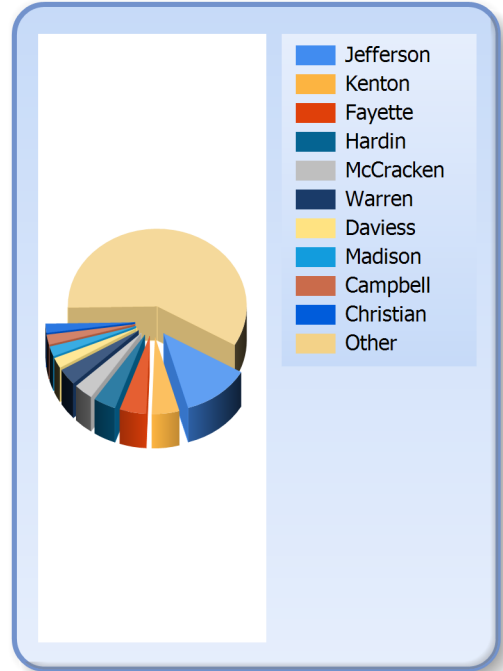 Jefferson
Kenton
Fayette
Hardin
McCracken
Warren
Daviess
Madison
Campbell
Christian
Other